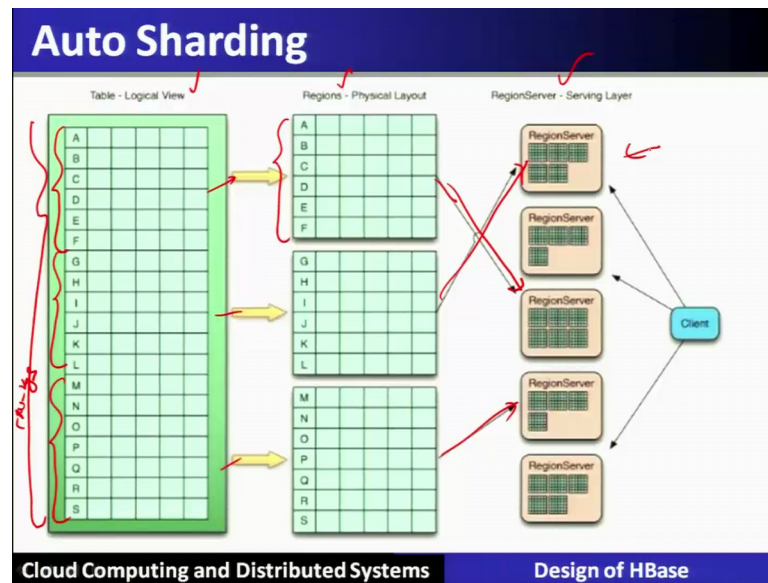 Auto Sharding
Table - Logical View
Regions - Physical Layout
RegionServer - Serving Layer
A
B
C
D
E
F
G
H
I
J
K
L
M
N
O
P
Q
R
S
A
B
C
D
E
F
G
H
I
J
K
L
M
N
O
P
Q
R
S
RegionServer
RegionServer
RegionServer
RegionServer
RegionServer
Client
Cloud Computing and Distributed Systems
Design of HBase